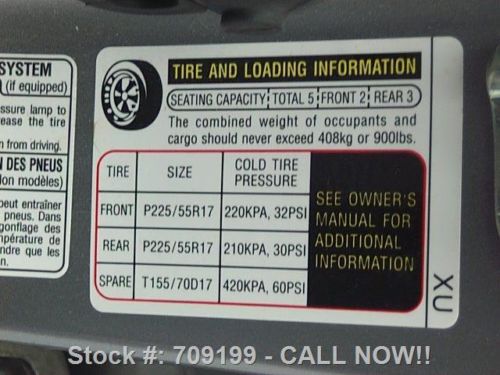 SYSTEM
(if equipped)
ssure lamp to
rease the tire
n from driving.
N DES PNEUS
lon modèles)
peut entraîner
pneus. Dans
gonflage des
mpérature de
ndre que les
TIRE AND LOADING INFORMATION
SEATING CAPACITY TOTAL 5 FRONT 2 REAR 3
The combined weight of occupants and
cargo should never exceed 408kg or 900lbs.
TIRE SIZE COLD TIRE PRESSURE
FRONT P225/55R17 220KPA, 32PSI
REAR P225/55R17 210KPA, 30PSI
SPARE T155/70D17 420KPA, 60PSI
SEE OWNER'S
MANUAL FOR
ADDITIONAL
INFORMATION
XU
Stock #: 709199 - CALL NOW!!